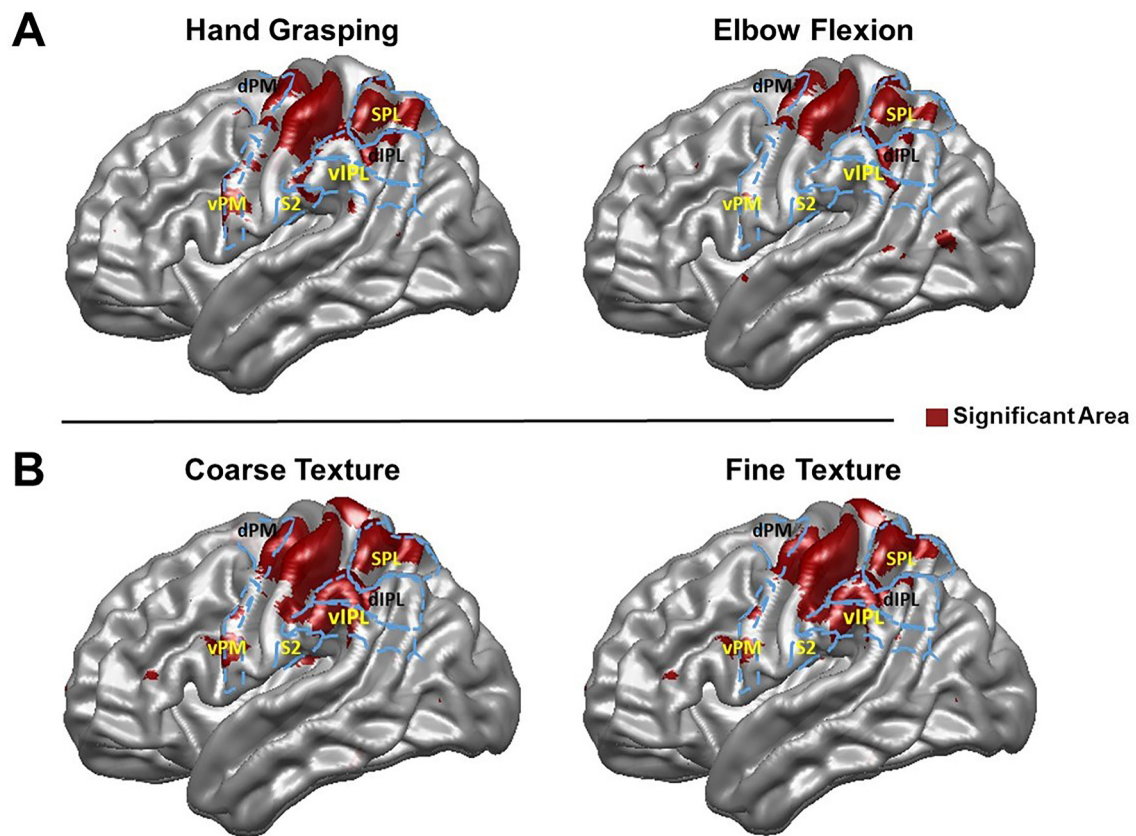 A
Hand Grasping
Elbow Flexion
dPM
SPL
dIPL
vIPL
vPM
S2
dPM
SPL
dIPL
vIPL
vPM
S2
Significant Area
B
Coarse Texture
Fine Texture
dPM
SPL
dIPL
vIPL
vPM
S2
dPM
SPL
dIPL
vIPL
vPM
S2